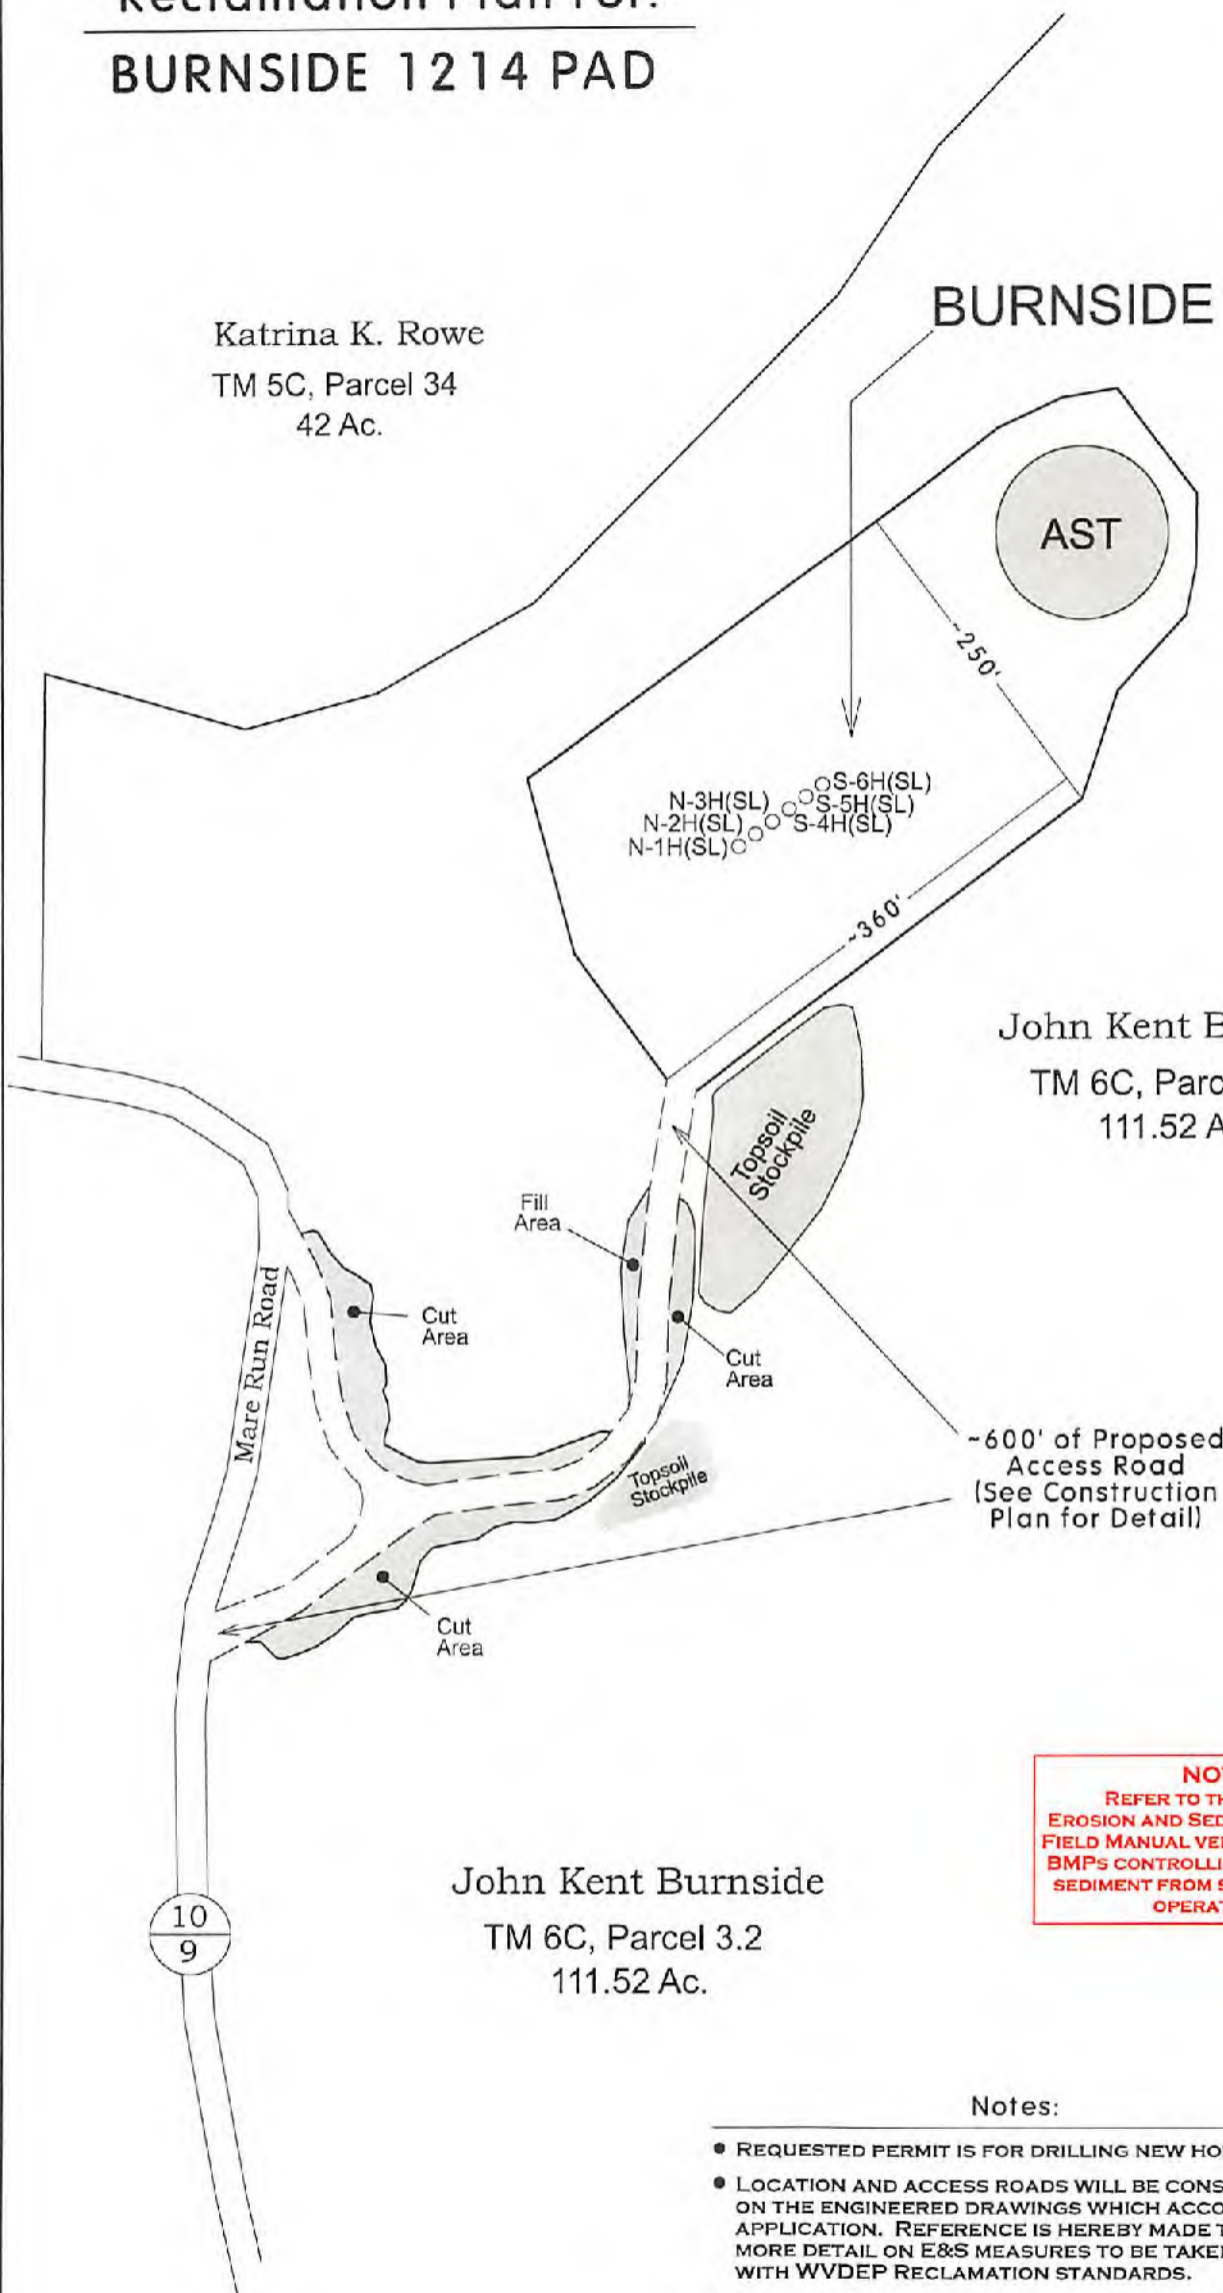 BURNSIDE 1214 PAD
Katrina K. Rowe
TM 5C, Parcel 34
42 Ac.
BURNSIDE
AST
~250'
S-6H(SL)
N-3H(SL)
S-5H(SL)
N-2H(SL)
S-4H(SL)
N-1H(SL)
~360'
John Kent B
TM 6C, Parc
111.52 A
Topsoil
Stockpile
Fill
Area
Cut
Area
Mare Run Road
Cut
Area
~600' of Proposed
Access Road
(See Construction
Plan for Detail)
Topsoil
Stockpile
Cut
Area
NO
REFER TO TH
EROSION AND SED
FIELD MANUAL VE
BMPS CONTROLLI
SEDIMENT FROM
OPERAT
John Kent Burnside
TM 6C, Parcel 3.2
111.52 Ac.
10
9
Notes:
• REQUESTED PERMIT IS FOR DRILLING NEW HO
• LOCATION AND ACCESS ROADS WILL BE CONS
ON THE ENGINEERED DRAWINGS WHICH ACCO
APPLICATION. REFERENCE IS HEREBY MADE T
MORE DETAIL ON E&S MEASURES TO BE TAKE
WITH WVDEP RECLAMATION STANDARDS.